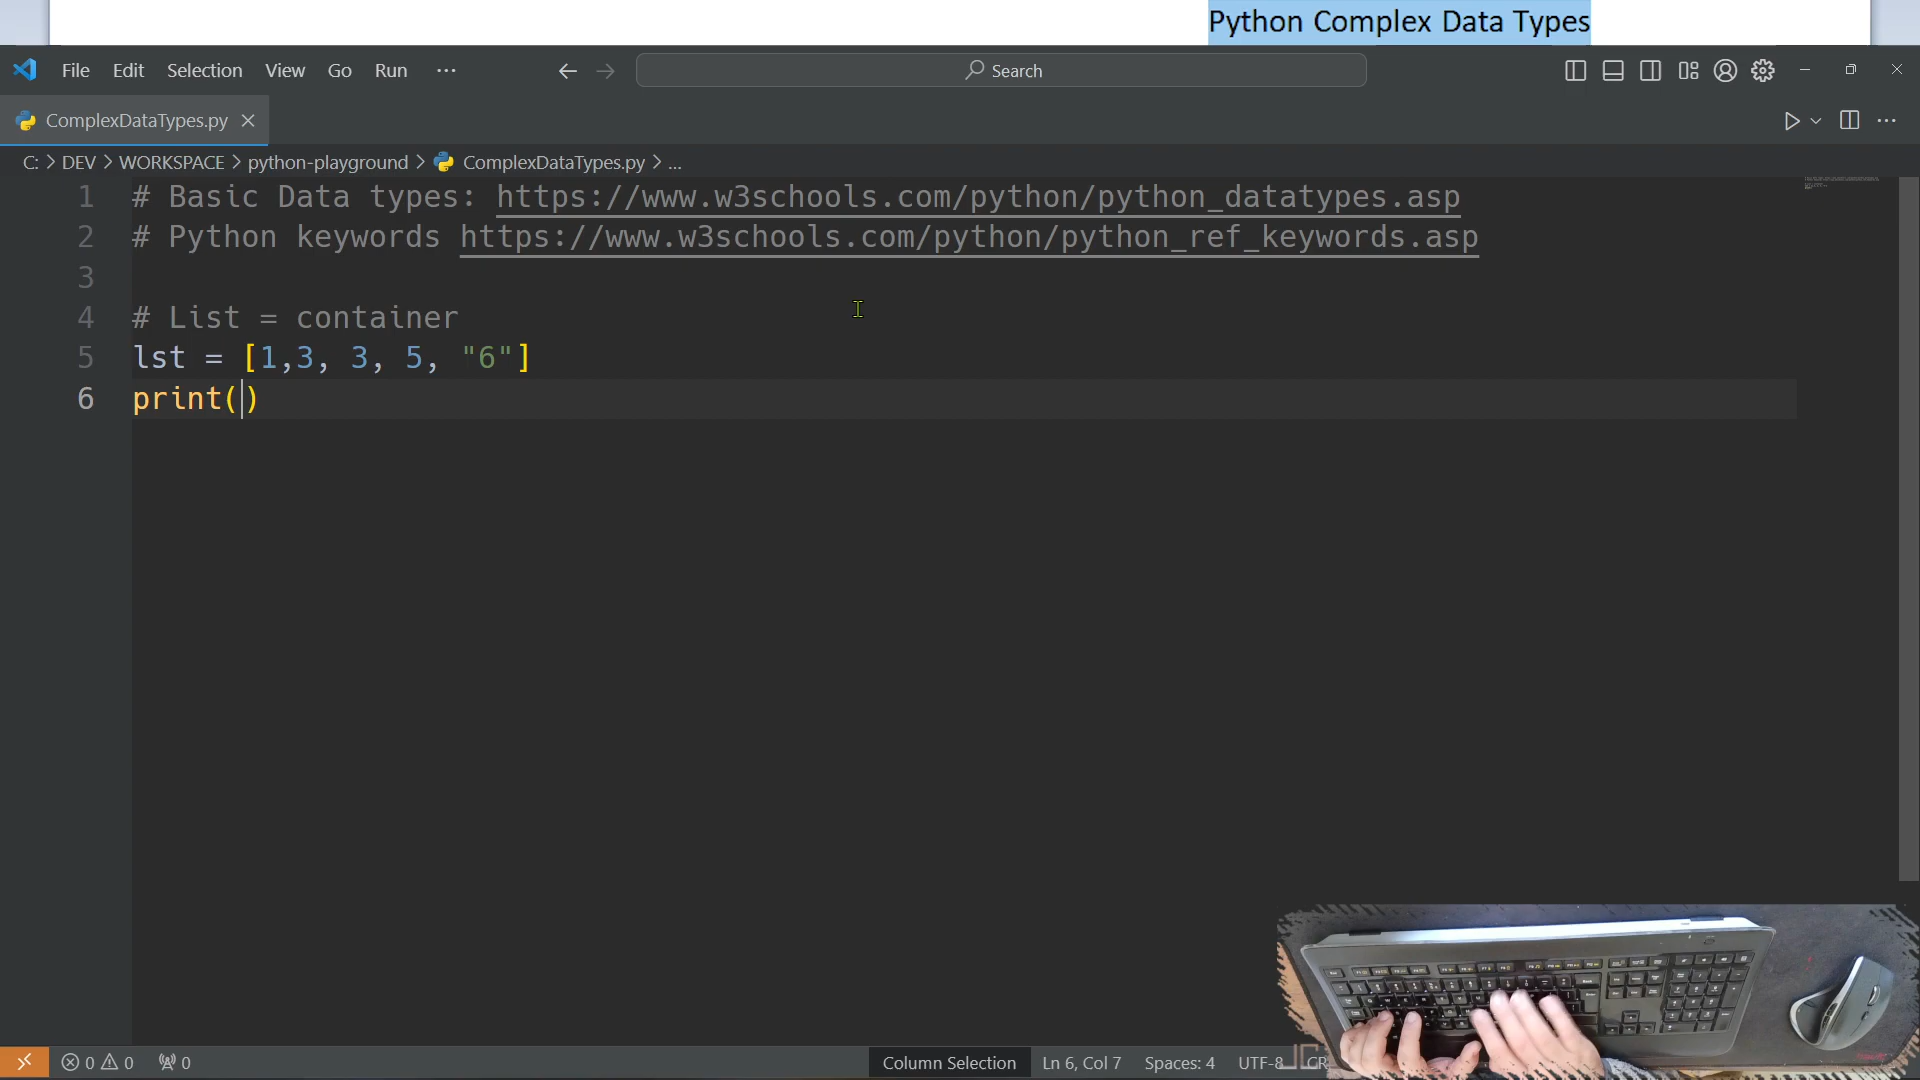 Python Complex Data Types
File Edit Selection View Go Run ··· Search
ComplexDataTypes.py
C: > DEV > WORKSPACE > python-playground > ComplexDataTypes.py > ...
1 # Basic Data types: https://www.w3schools.com/python/python_datatypes.asp
2 # Python keywords https://www.w3schools.com/python/python_ref_keywords.asp
3
4 # List = container
5 lst = [1,3, 3, 5, "6"]
6 print()
0 0 0 Column Selection Ln 6, Col 7 Spaces: 4 UTF-8